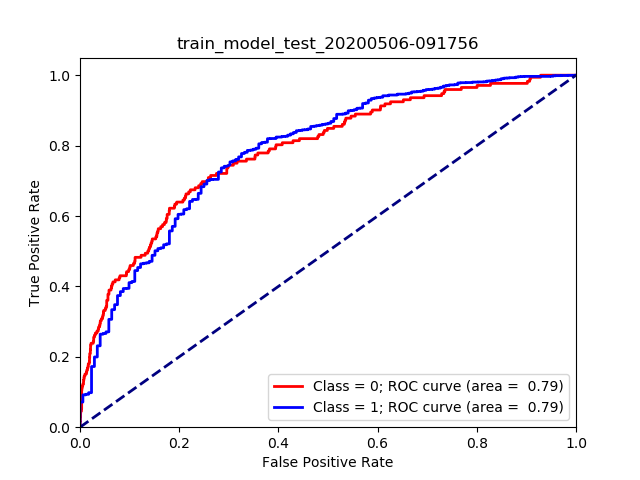 train_model_test_20200506-091756
True Positive Rate
1.0
0.8
0.6
0.4
0.2
0.0
Class = 0; ROC curve (area =  0.79)
Class = 1; ROC curve (area =  0.79)
0.0 0.2 0.4 0.6 0.8 1.0
False Positive Rate